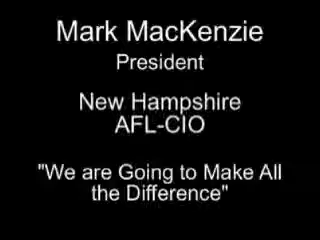 Mark MacKenzie
President
New Hampshire
AFL-CIO
"We are Going to Make All
the Difference"